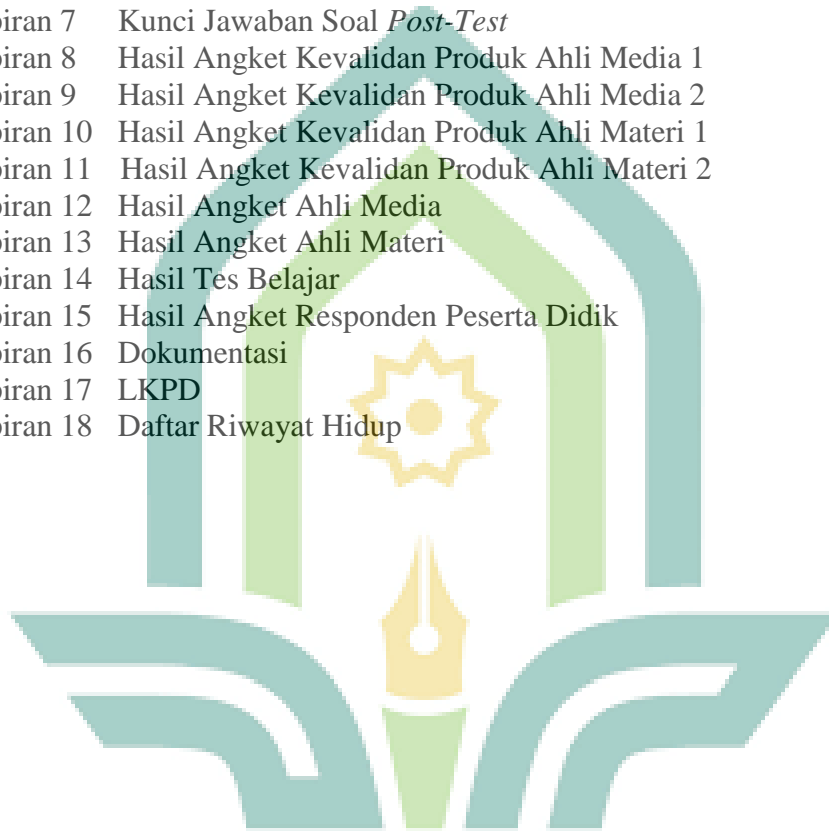 piran 7 Kunci Jawaban Soal Post-Test
piran 8 Hasil Angket Kevalidan Produk Ahli Media 1
piran 9 Hasil Angket Kevalidan Produk Ahli Media 2
piran 10 Hasil Angket Kevalidan Produk Ahli Materi 1
piran 11 Hasil Angket Kevalidan Produk Ahli Materi 2
piran 12 Hasil Angket Ahli Media
piran 13 Hasil Angket Ahli Materi
piran 14 Hasil Tes Belajar
piran 15 Hasil Angket Responden Peserta Didik
piran 16 Dokumentasi
piran 17 LKPD
piran 18 Daftar Riwayat Hidup